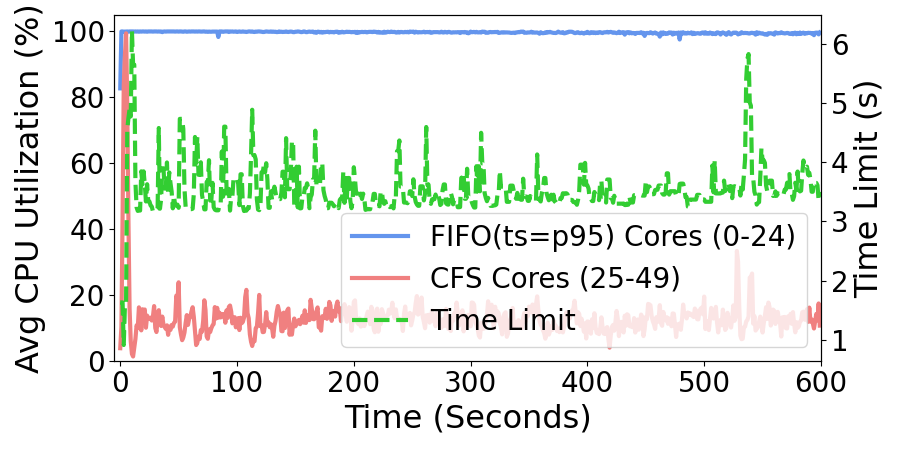 Avg CPU Utilization (%)
100
80
60
40
20
0
6
5
4
3
2
1
Time Limit (s)
FIFO(ts=p95) Cores (0-24)
CFS Cores (25-49)
Time Limit
0 100 200 300 400 500 600
Time (Seconds)